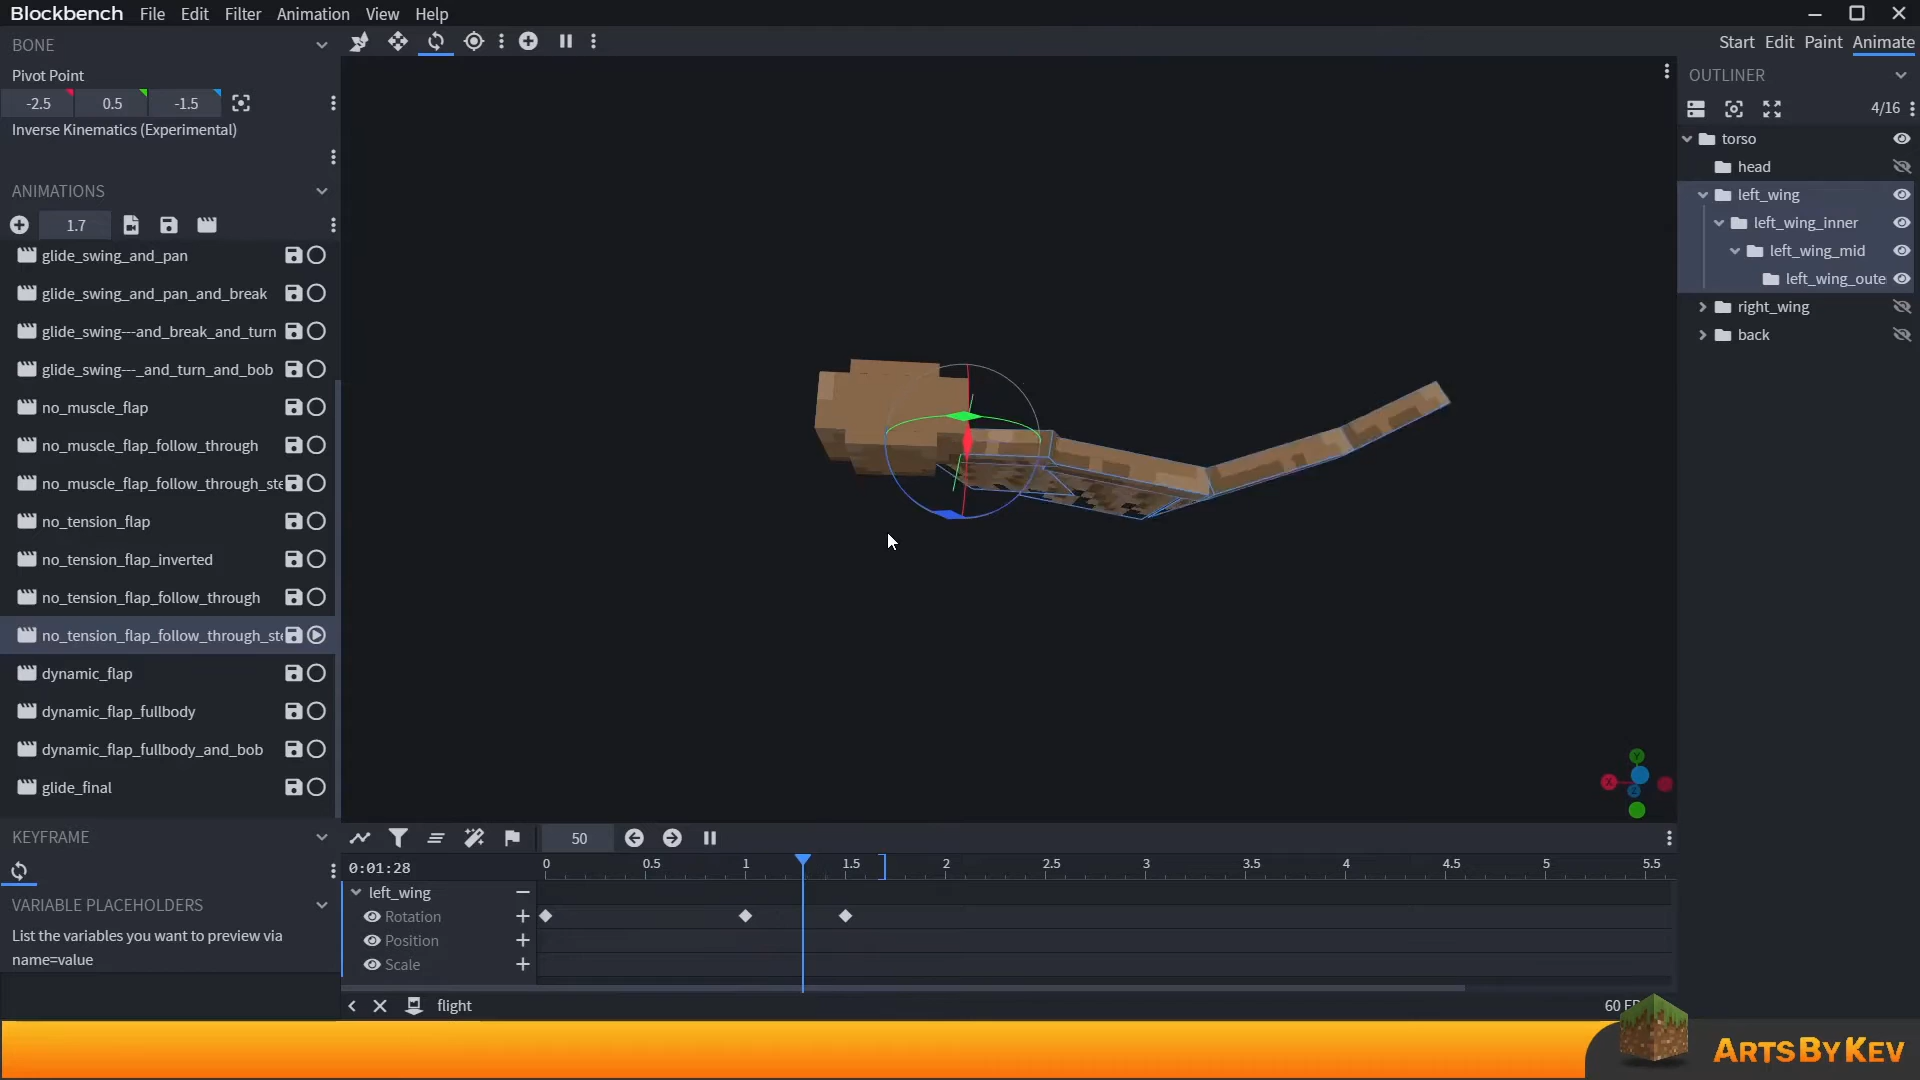 Blockbench File Edit Filter Animation View Help
BONE
Start Edit Paint Animate
Pivot Point
OUTLINER
-2.5 0.5 -1.5
4/16
Inverse Kinematics (Experimental)
torso
head
left_wing
left_wing_inner
left_wing_mid
left_wing_oute
right_wing
back
ANIMATIONS
1.7
glide_swing_and_pan
glide_swing_and_pan_and_break
glide_swing---and_break_and_turn
glide_swing---_and_turn_and_bob
no_muscle_flap
no_muscle_flap_follow_through
no_muscle_flap_follow_through_ste
no_tension_flap
no_tension_flap_inverted
no_tension_flap_follow_through
no_tension_flap_follow_through_ste
dynamic_flap
dynamic_flap_fullbody
dynamic_flap_fullbody_and_bob
glide_final
Y
X
Z
KEYFRAME
50
0:01:28 0 0.5 1 1.5 2 2.5 3 3.5 4 4.5 5 5.5
left_wing
Rotation
Position
Scale
VARIABLE PLACEHOLDERS
List the variables you want to preview via
name=value
flight
60
ARTSBYKEV